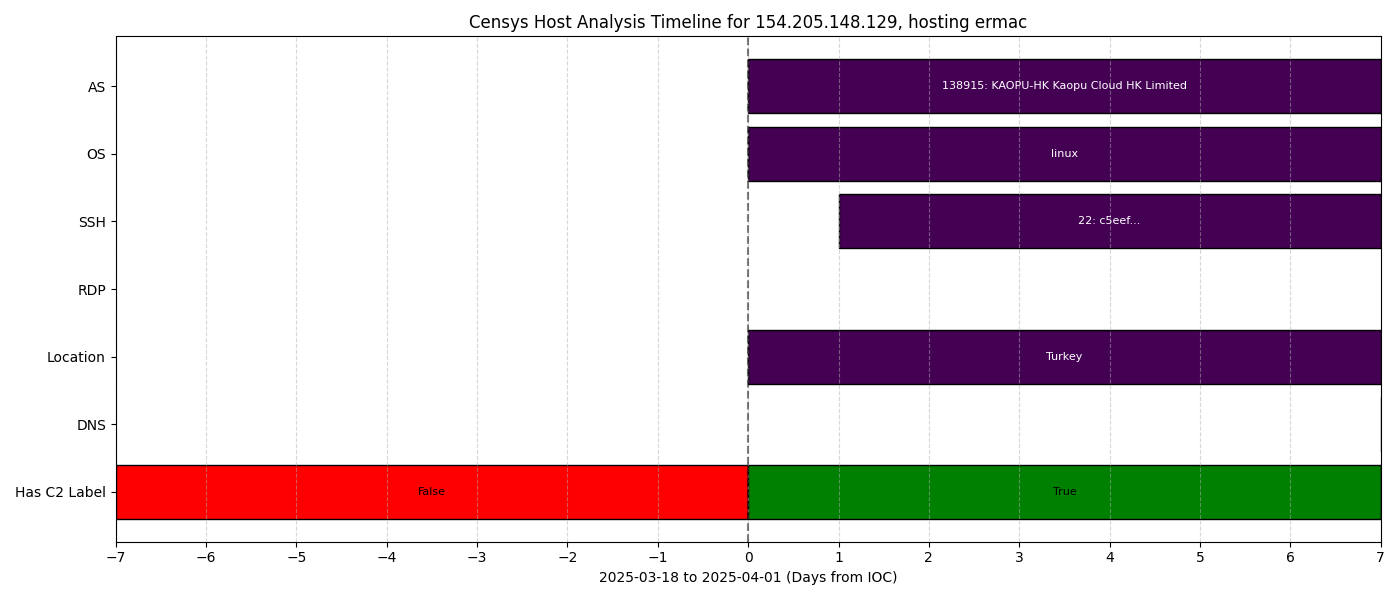 Censys Host Analysis Timeline for 154.205.148.129, hosting ermac
AS
138915: KAOPU-HK Kaopu Cloud HK Limited
OS
linux
SSH
22: c5eef...
RDP
Location
Turkey
DNS
Has C2 Label
False
True
−7 −6 −5 −4 −3 −2 −1 0 1 2 3 4 5 6 7
2025-03-18 to 2025-04-01 (Days from IOC)